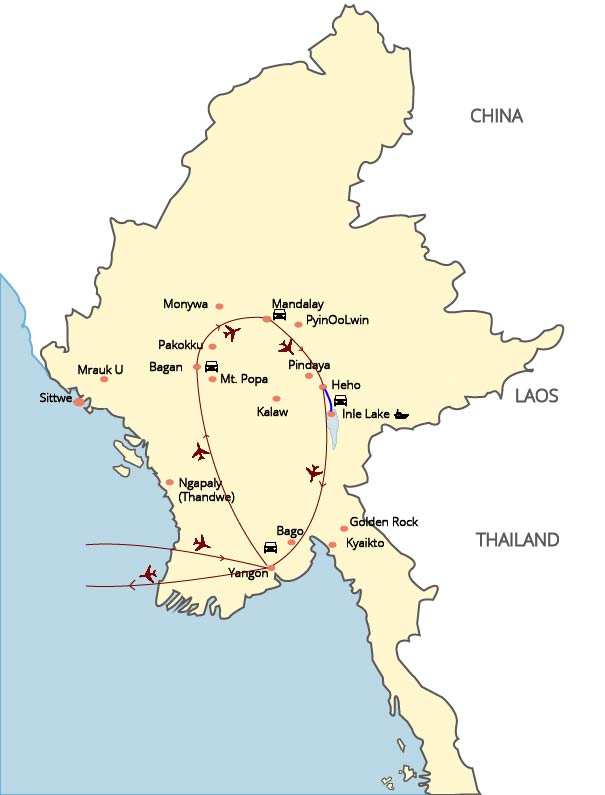 CHINA
Monywa
Mandalay
PyinOoLwin
Pakokku
Bagan
Pindaya
Mrauk U
Mt. Popa
Heho
LAOS
Sittwe
Kalaw
Inle Lake
Ngapaly
(Thandwe)
Golden Rock
Bago
Kyaikto
THAILAND
Yangon